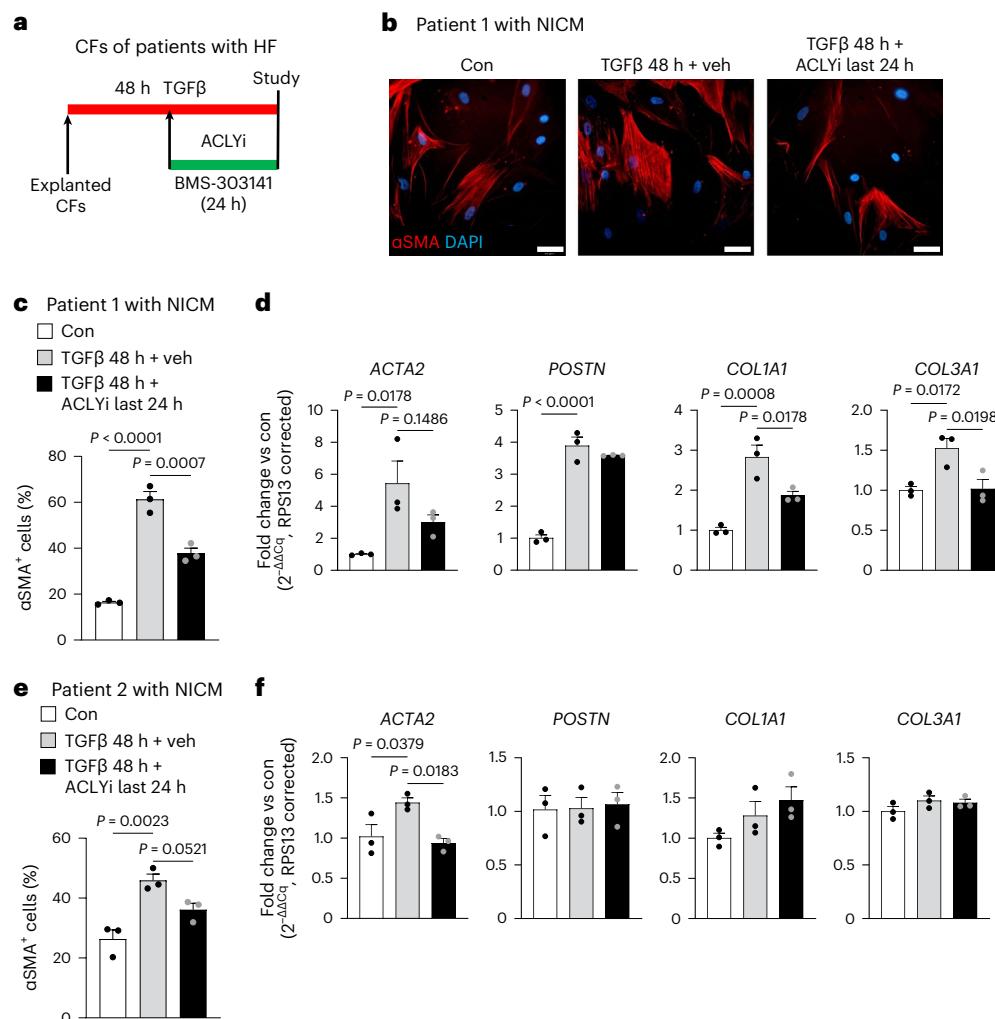 a
CFs of patients with HF
Study
48 h TGFβ
ACLYi
Explanted
CFs
BMS-303141
(24 h)
b Patient 1 with NICM
Con
TGFβ 48 h + veh
TGFβ 48 h +
ACLYi last 24 h
αSMA DAPI
c Patient 1 with NICM
Con
TGFβ 48 h + veh
TGFβ 48 h +
ACLYi last 24 h
P < 0.0001
P = 0.0007
αSMA⁺ cells (%)
80
60
40
20
0
d
Fold change vs con
(2^−ΔΔCq, RPS13 corrected)
ACTA2
P = 0.0178
P = 0.1486
10
8
6
4
2
0
POSTN
P < 0.0001
5
4
3
2
1
0
COL1A1
P = 0.0008
P = 0.0178
4
3
2
1
0
COL3A1
P = 0.0172
P = 0.0198
2.0
1.5
1.0
0.5
0
e Patient 2 with NICM
Con
TGFβ 48 h + veh
TGFβ 48 h +
ACLYi last 24 h
P = 0.0023
P = 0.0521
αSMA⁺ cells (%)
60
40
20
0
f
Fold change vs con
(2^−ΔΔCq, RPS13 corrected)
ACTA2
P = 0.0379
P = 0.0183
2.0
1.5
1.0
0.5
0
POSTN
1.5
1.0
0.5
0
COL1A1
2.0
1.5
1.0
0.5
0
COL3A1
1.5
1.0
0.5
0